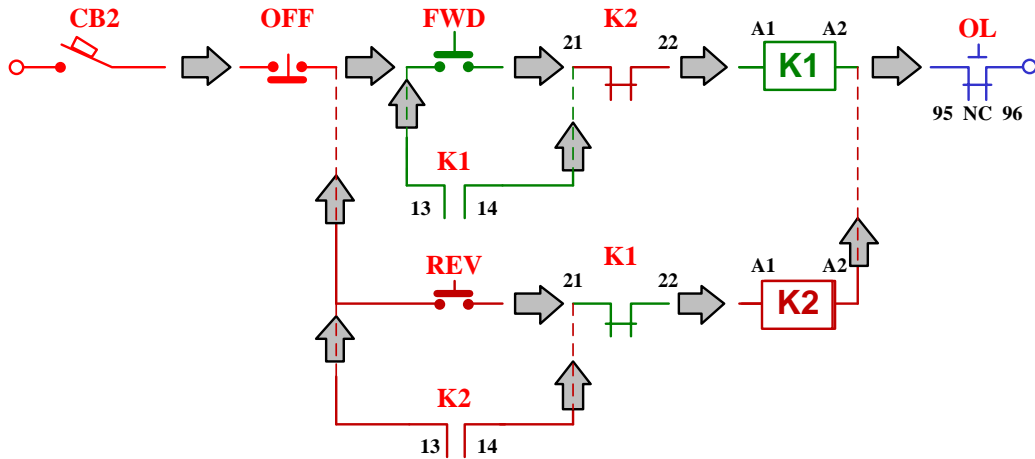 CB2 OFF FWD K2 OL
21 22 A1 A2
K1
95 NC 96
K1
13 14
REV K1
21 22 A1 A2
K2
K2
13 14